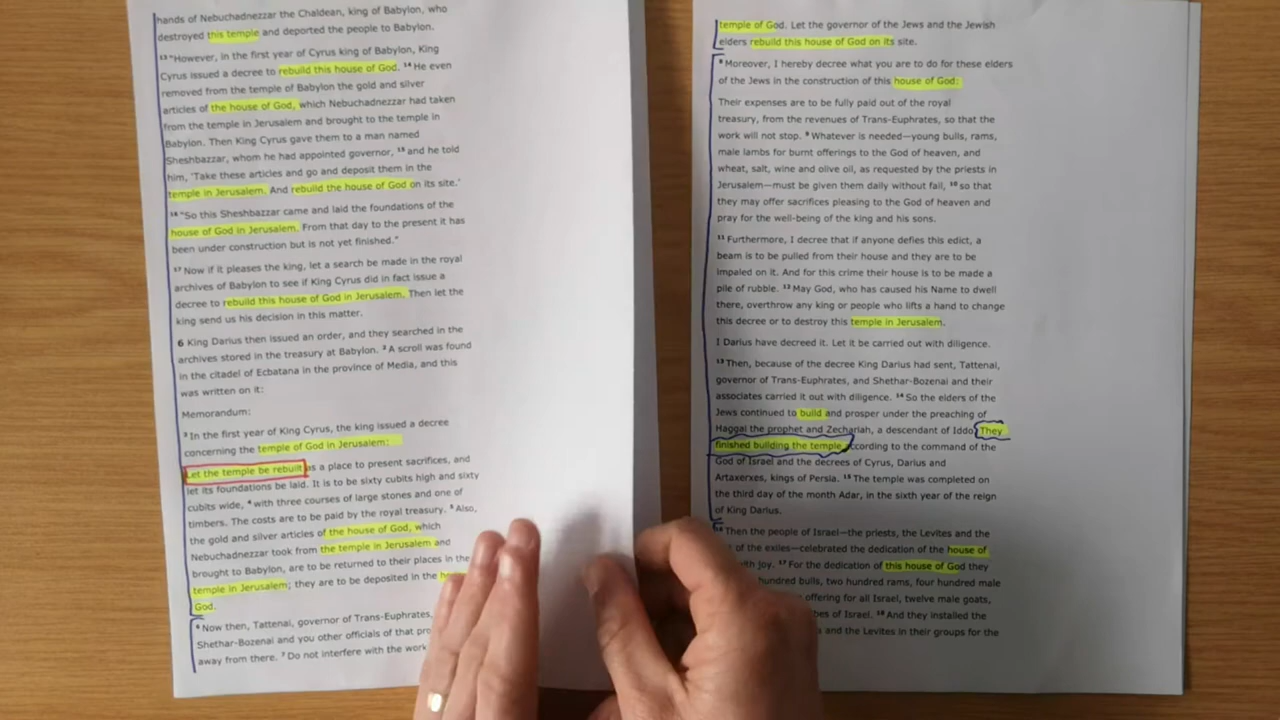 hands of Nebuchadnezzar the Chaldean, king of Babylon, who
destroyed this temple and deported the people to Babylon.
13 "However, in the first year of Cyrus king of Babylon, King
Cyrus issued a decree to rebuild this house of God. 14 He even
removed from the temple of Babylon the gold and silver
articles of the house of God, which Nebuchadnezzar had taken
from the temple in Jerusalem and brought to the temple in
Babylon. Then King Cyrus gave them to a man named
Sheshbazzar, whom he had appointed governor, 15 and he told
him, 'Take these articles and go and deposit them in the
temple in Jerusalem. And rebuild the house of God on its site.'
16 "So this Sheshbazzar came and laid the foundations of the
house of God in Jerusalem. From that day to the present it has
been under construction but is not yet finished."
17 Now if it pleases the king, let a search be made in the royal
archives of Babylon to see if King Cyrus did in fact issue a
decree to rebuild this house of God in Jerusalem. Then let the
king send us his decision in this matter.
6 King Darius then issued an order, and they searched in the
archives stored in the treasury at Babylon. 2 A scroll was found
in the citadel of Ecbatana in the province of Media, and this
was written on it:
Memorandum:
3 In the first year of King Cyrus, the king issued a decree
concerning the temple of God in Jerusalem:
Let the temple be rebuilt as a place to present sacrifices, and
let its foundations be laid. It is to be sixty cubits high and sixty
cubits wide, 4 with three courses of large stones and one of
timbers. The costs are to be paid by the royal treasury. 5 Also,
the gold and silver articles of the house of God, which
Nebuchadnezzar took from the temple in Jerusalem and
brought to Babylon, are to be returned to their places in the
temple in Jerusalem; they are to be deposited in the
God.
6 Now then, Tattenai, governor of Trans-Euphrates,
Shethar-Bozenai and you other officials of that
away from there. 7 Do not interfere with the work
temple of God. Let the governor of the Jews and the Jewish
elders rebuild this house of God on its site.
8 Moreover, I hereby decree what you are to do for these elders
of the Jews in the construction of this house of God:
Their expenses are to be fully paid out of the royal
treasury, from the revenues of Trans-Euphrates, so that the
work will not stop. 9 Whatever is needed—young bulls, rams,
male lambs for burnt offerings to the God of heaven, and
wheat, salt, wine and olive oil, as requested by the priests in
Jerusalem—must be given them daily without fail, 10 so that
they may offer sacrifices pleasing to the God of heaven and
pray for the well-being of the king and his sons.
11 Furthermore, I decree that if anyone defies this edict, a
beam is to be pulled from their house and they are to be
impaled on it. And for this crime their house is to be made a
pile of rubble. 12 May God, who has caused his Name to dwell
there, overthrow any king or people who lifts a hand to change
this decree or to destroy this temple in Jerusalem.
I Darius have decreed it. Let it be carried out with diligence.
13 Then, because of the decree King Darius had sent, Tattenai,
governor of Trans-Euphrates, and Shethar-Bozenai and their
associates carried it out with diligence. 14 So the elders of the
Jews continued to build and prosper under the preaching of
Haggai the prophet and Zechariah, a descendant of Iddo. They
finished building the temple according to the command of the
God of Israel and the decrees of Cyrus, Darius and
Artaxerxes, kings of Persia. 15 The temple was completed on
the third day of the month Adar, in the sixth year of the reign
of King Darius.
16 Then the people of Israel—the priests, the Levites and the
of the exiles—celebrated the dedication of the house of
with joy. 17 For the dedication of this house of God they
hundred bulls, two hundred rams, four hundred male
offering for all Israel, twelve male goats,
of Israel. 18 And they installed the
and the Levites in their groups for the